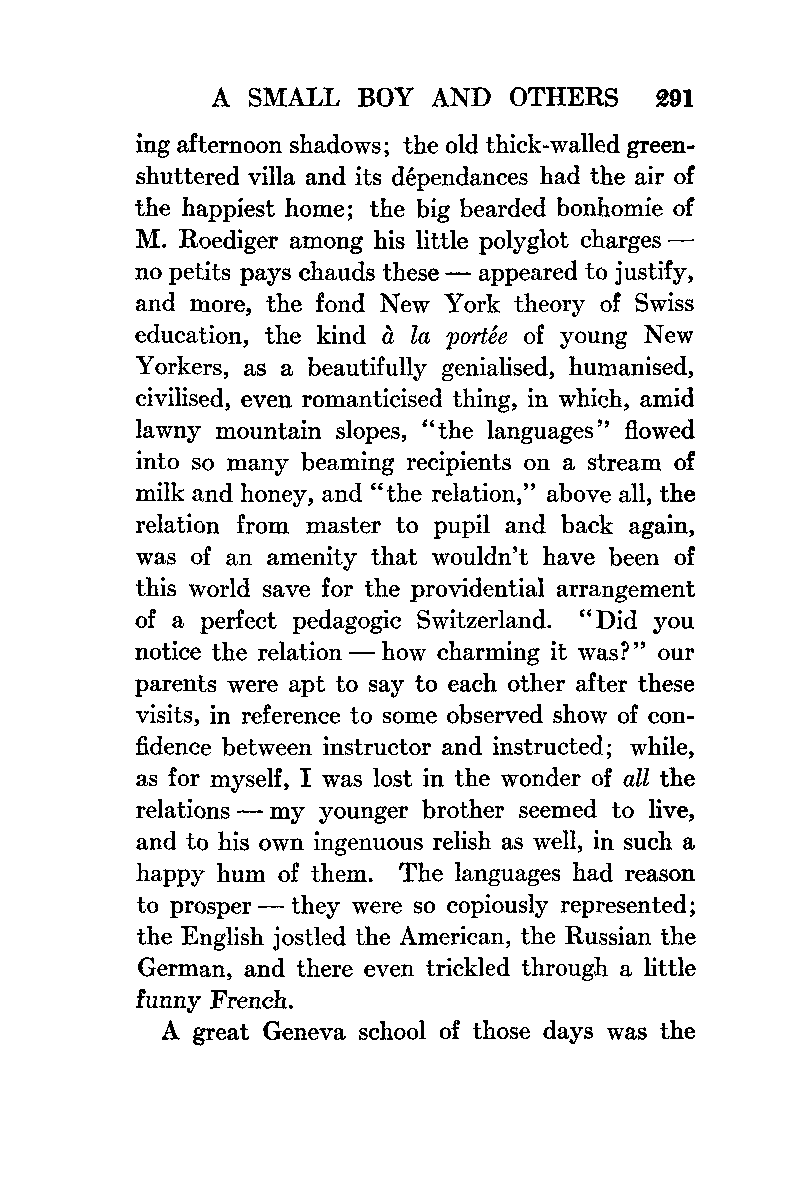 A SMALL BOY AND OTHERS 291
ing afternoon shadows; the old thick-walled green-
shuttered villa and its dépendances had the air of
the happiest home; the big bearded bonhomie of
M. Roediger among his little polyglot charges —
no petits pays chauds these — appeared to justify,
and more, the fond New York theory of Swiss
education, the kind à la portée of young New
Yorkers, as a beautifully genialised, humanised,
civilised, even romanticised thing, in which, amid
lawny mountain slopes, “the languages” flowed
into so many beaming recipients on a stream of
milk and honey, and “the relation,” above all, the
relation from master to pupil and back again,
was of an amenity that wouldn’t have been of
this world save for the providential arrangement
of a perfect pedagogic Switzerland. “Did you
notice the relation — how charming it was?” our
parents were apt to say to each other after these
visits, in reference to some observed show of con-
fidence between instructor and instructed; while,
as for myself, I was lost in the wonder of all the
relations — my younger brother seemed to live,
and to his own ingenuous relish as well, in such a
happy hum of them. The languages had reason
to prosper — they were so copiously represented;
the English jostled the American, the Russian the
German, and there even trickled through a little
funny French.
A great Geneva school of those days was the